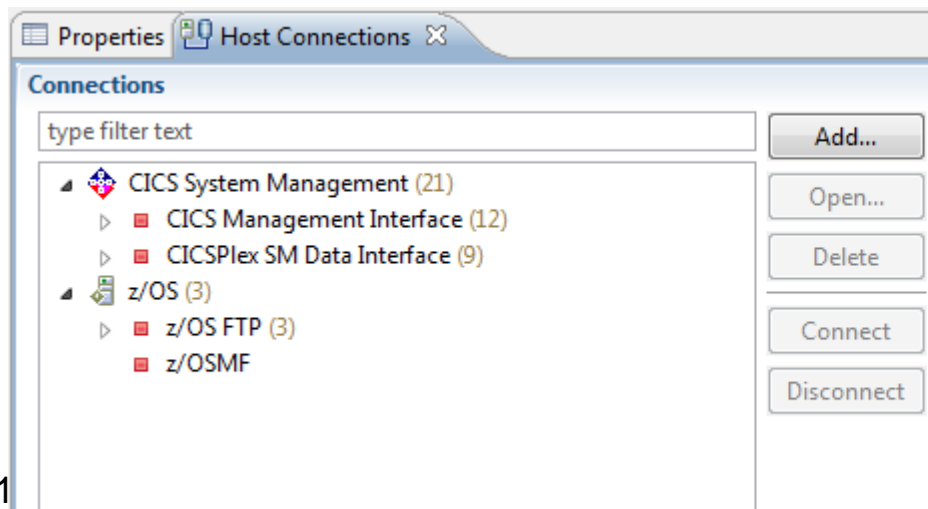 Properties Host Connections
Connections
type filter text
Add...
CICS System Management (21)
Open...
CICS Management Interface (12)
CICSPlex SM Data Interface (9)
Delete
z/OS (3)
z/OS FTP (3)
Connect
z/OSMF
Disconnect
1